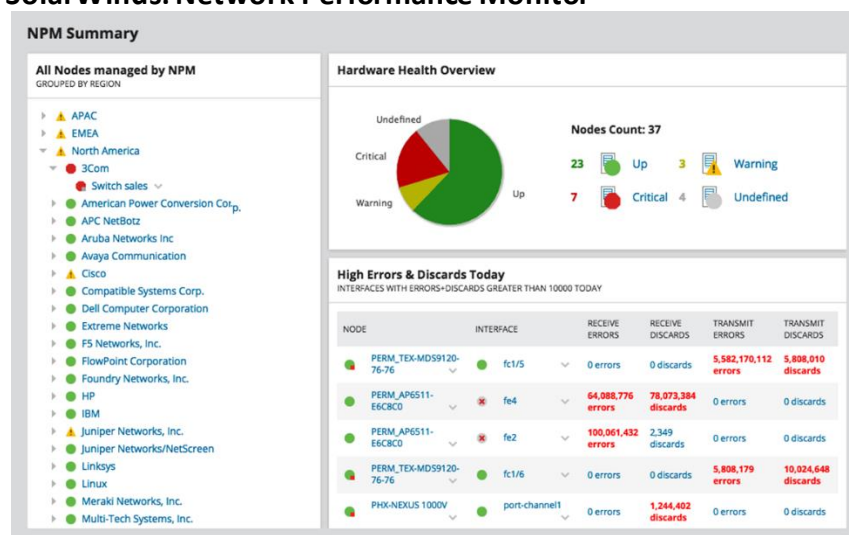 SolarWinds: Network Performance Monitor
NPM Summary
All Nodes managed by NPM
GROUPED BY REGION
APAC
EMEA
North America
3Com
Switch sales
American Power Conversion Corp.
APC NetBotz
Aruba Networks Inc
Avaya Communication
Cisco
Compatible Systems Corp.
Dell Computer Corporation
Extreme Networks
F5 Networks, Inc.
FlowPoint Corporation
Foundry Networks, Inc.
HP
IBM
Juniper Networks, Inc.
Juniper Networks/NetScreen
Linksys
Linux
Meraki Networks, Inc.
Multi-Tech Systems, Inc.
Hardware Health Overview
Undefined
Critical
Warning
Up
Nodes Count: 37
23 Up 3 Warning
7 Critical 4 Undefined
High Errors & Discards Today
INTERFACES WITH ERRORS+DISCARDS GREATER THAN 10000 TODAY
NODE INTERFACE RECEIVE ERRORS RECEIVE DISCARDS TRANSMIT ERRORS TRANSMIT DISCARDS
PERM_TEX-MDS9120-76-76 fc1/5 0 errors 0 discards 5,582,170,112 errors 5,808,010 discards
PERM_AP6511-E6C8C0 fe4 64,088,776 errors 78,073,384 discards 0 errors 0 discards
PERM_AP6511-E6C8C0 fe2 100,061,432 errors 2,349 discards 0 errors 0 discards
PERM_TEX-MDS9120-76-76 fc1/6 0 errors 0 discards 5,808,179 errors 10,024,648 discards
PHX-NEXUS 1000V port-channel1 0 errors 1,244,402 discards 0 errors 0 discards